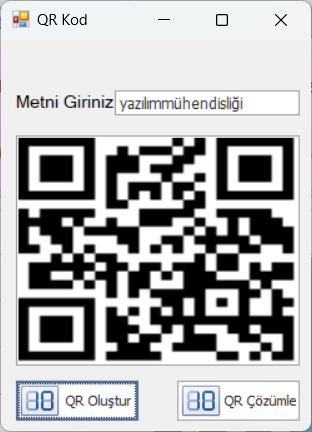 QR Kod
Metni Giriniz yazılımmühendisliği
QR Oluştur QR Çözümle